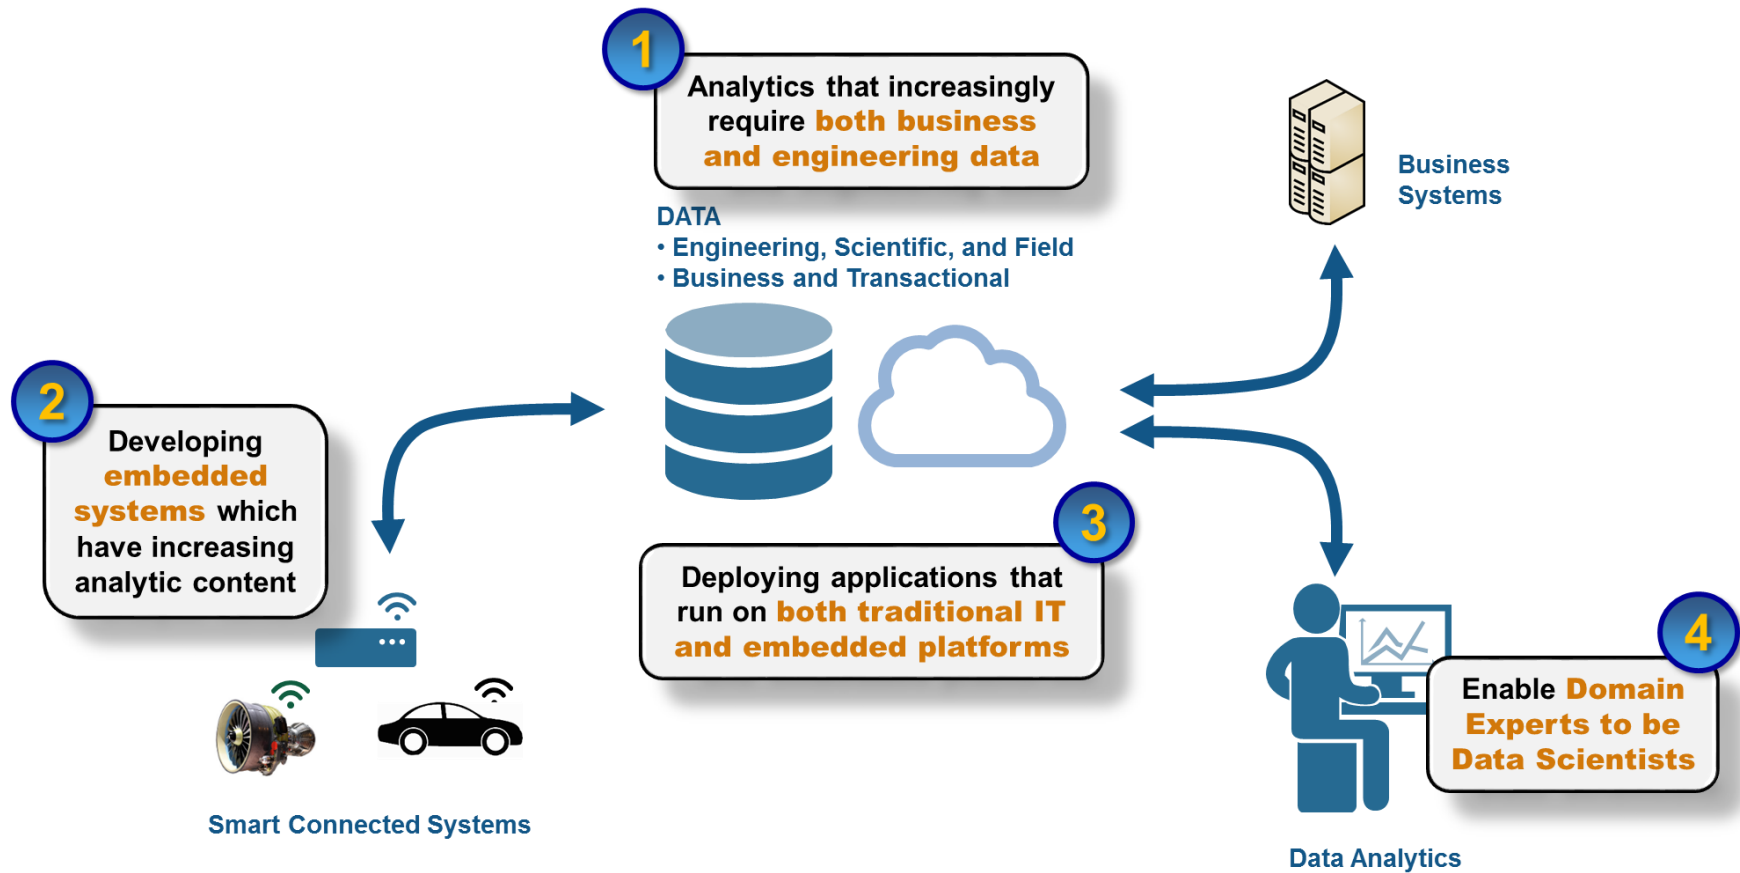 1
Analytics that increasingly
require both business
and engineering data
DATA
• Engineering, Scientific, and Field
• Business and Transactional
Business
Systems
2
Developing
embedded
systems which
have increasing
analytic content
3
Deploying applications that
run on both traditional IT
and embedded platforms
4
Enable Domain
Experts to be
Data Scientists
Smart Connected Systems
Data Analytics